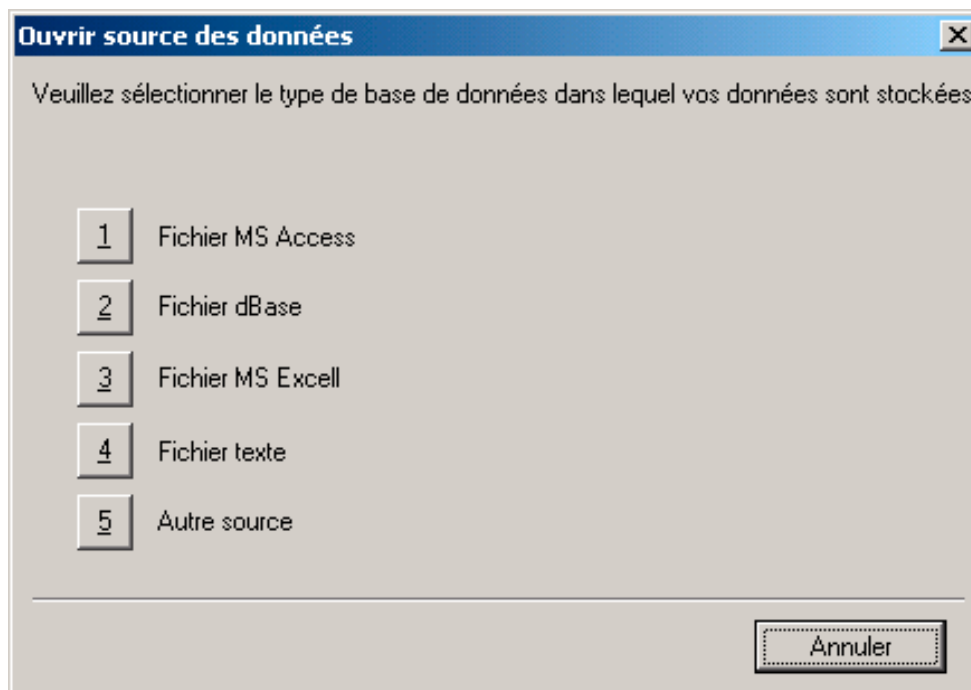 Ouvrir source des données
Veuillez sélectionner le type de base de données dans lequel vos données sont stockées
1 Fichier MS Access
2 Fichier dBase
3 Fichier MS Excell
4 Fichier texte
5 Autre source
Annuler